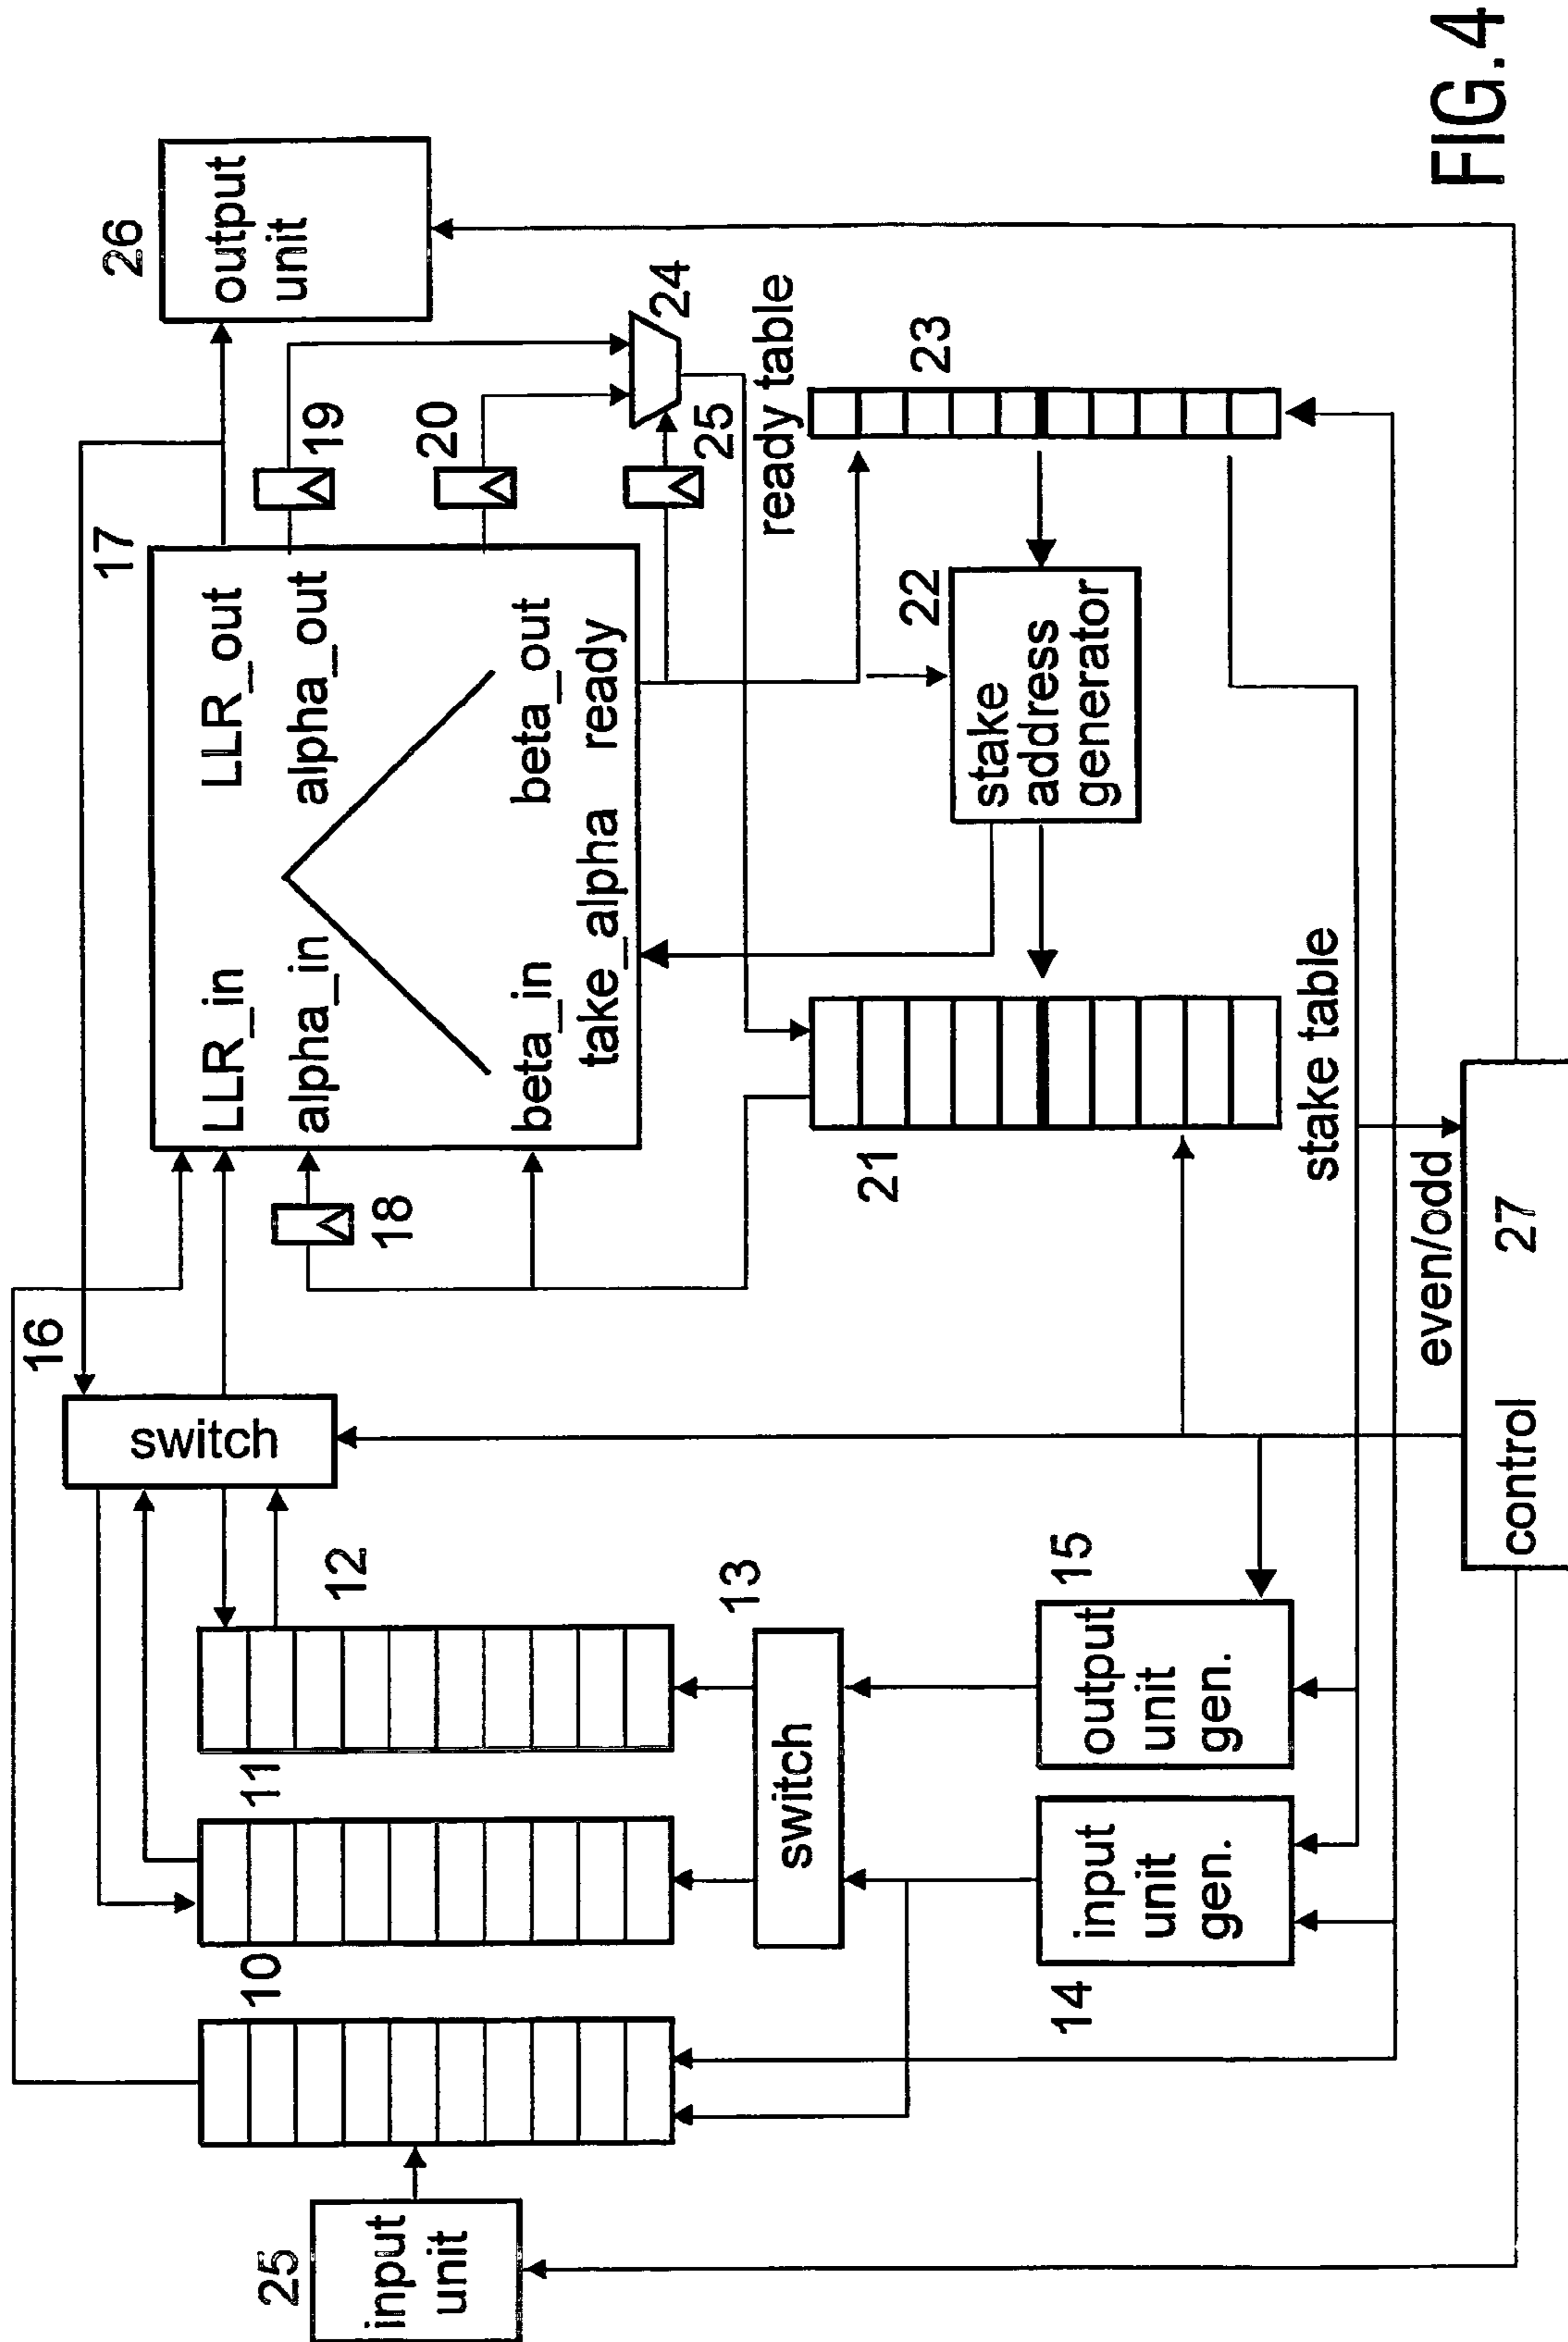 25
input
unit
10
11
12
switch
13
input
unit
gen.
14
output
unit
gen.
15
switch
16
17
LLR_in
LLR_out
alpha_in
alpha_out
beta_in
beta_out
take_alpha
ready
18
19
20
25
24
26
output
unit
21
stake table
22
stake
address
generator
ready table
23
even/odd
control
27
FIG.4